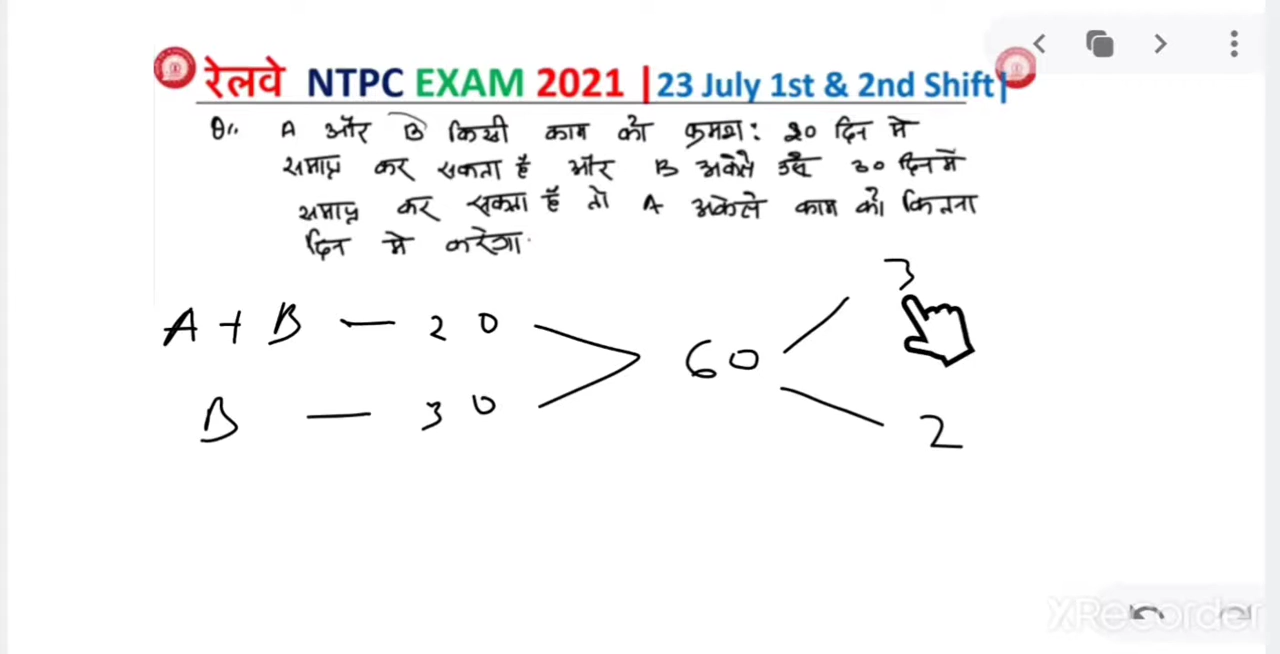 रेलवे NTPC EXAM 2021 | 23 July 1st & 2nd Shift |
Q1. A और B किसी काम को क्रमश: 20 दिन मे
समाप्त कर सकता है और B अकेले उसे 30 दिन में
समाप्त कर सकता है तो A अकेले काम को कितना
दिन मे करेगा.
A + B — 20
60
3
B — 30
2
XRecorder